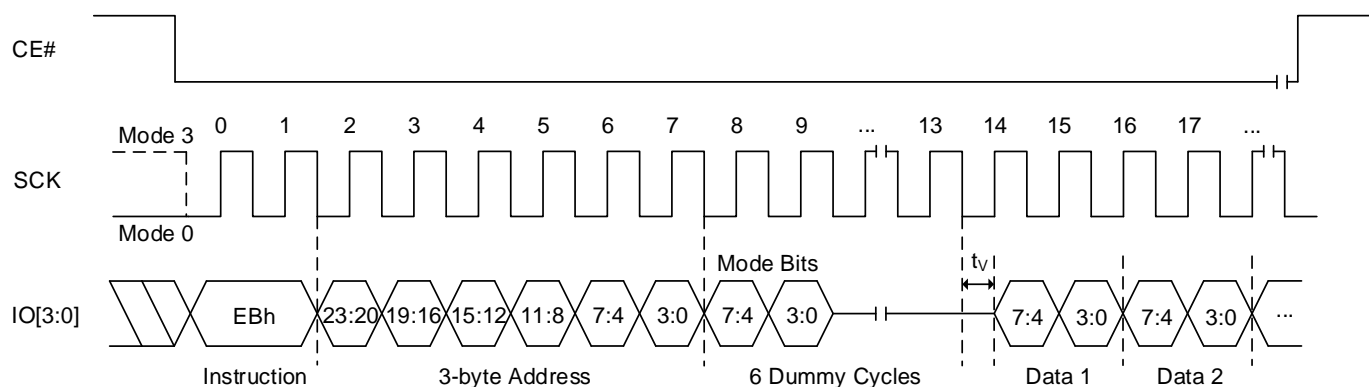 CE#
0 1 2 3 4 5 6 7 8 9 ... 13 14 15 16 17 ...
Mode 3
SCK
Mode 0
Mode Bits tV
IO[3:0] EBh 23:20 19:16 15:12 11:8 7:4 3:0 7:4 3:0 7:4 3:0 7:4 3:0 ...
Instruction 3-byte Address 6 Dummy Cycles Data 1 Data 2